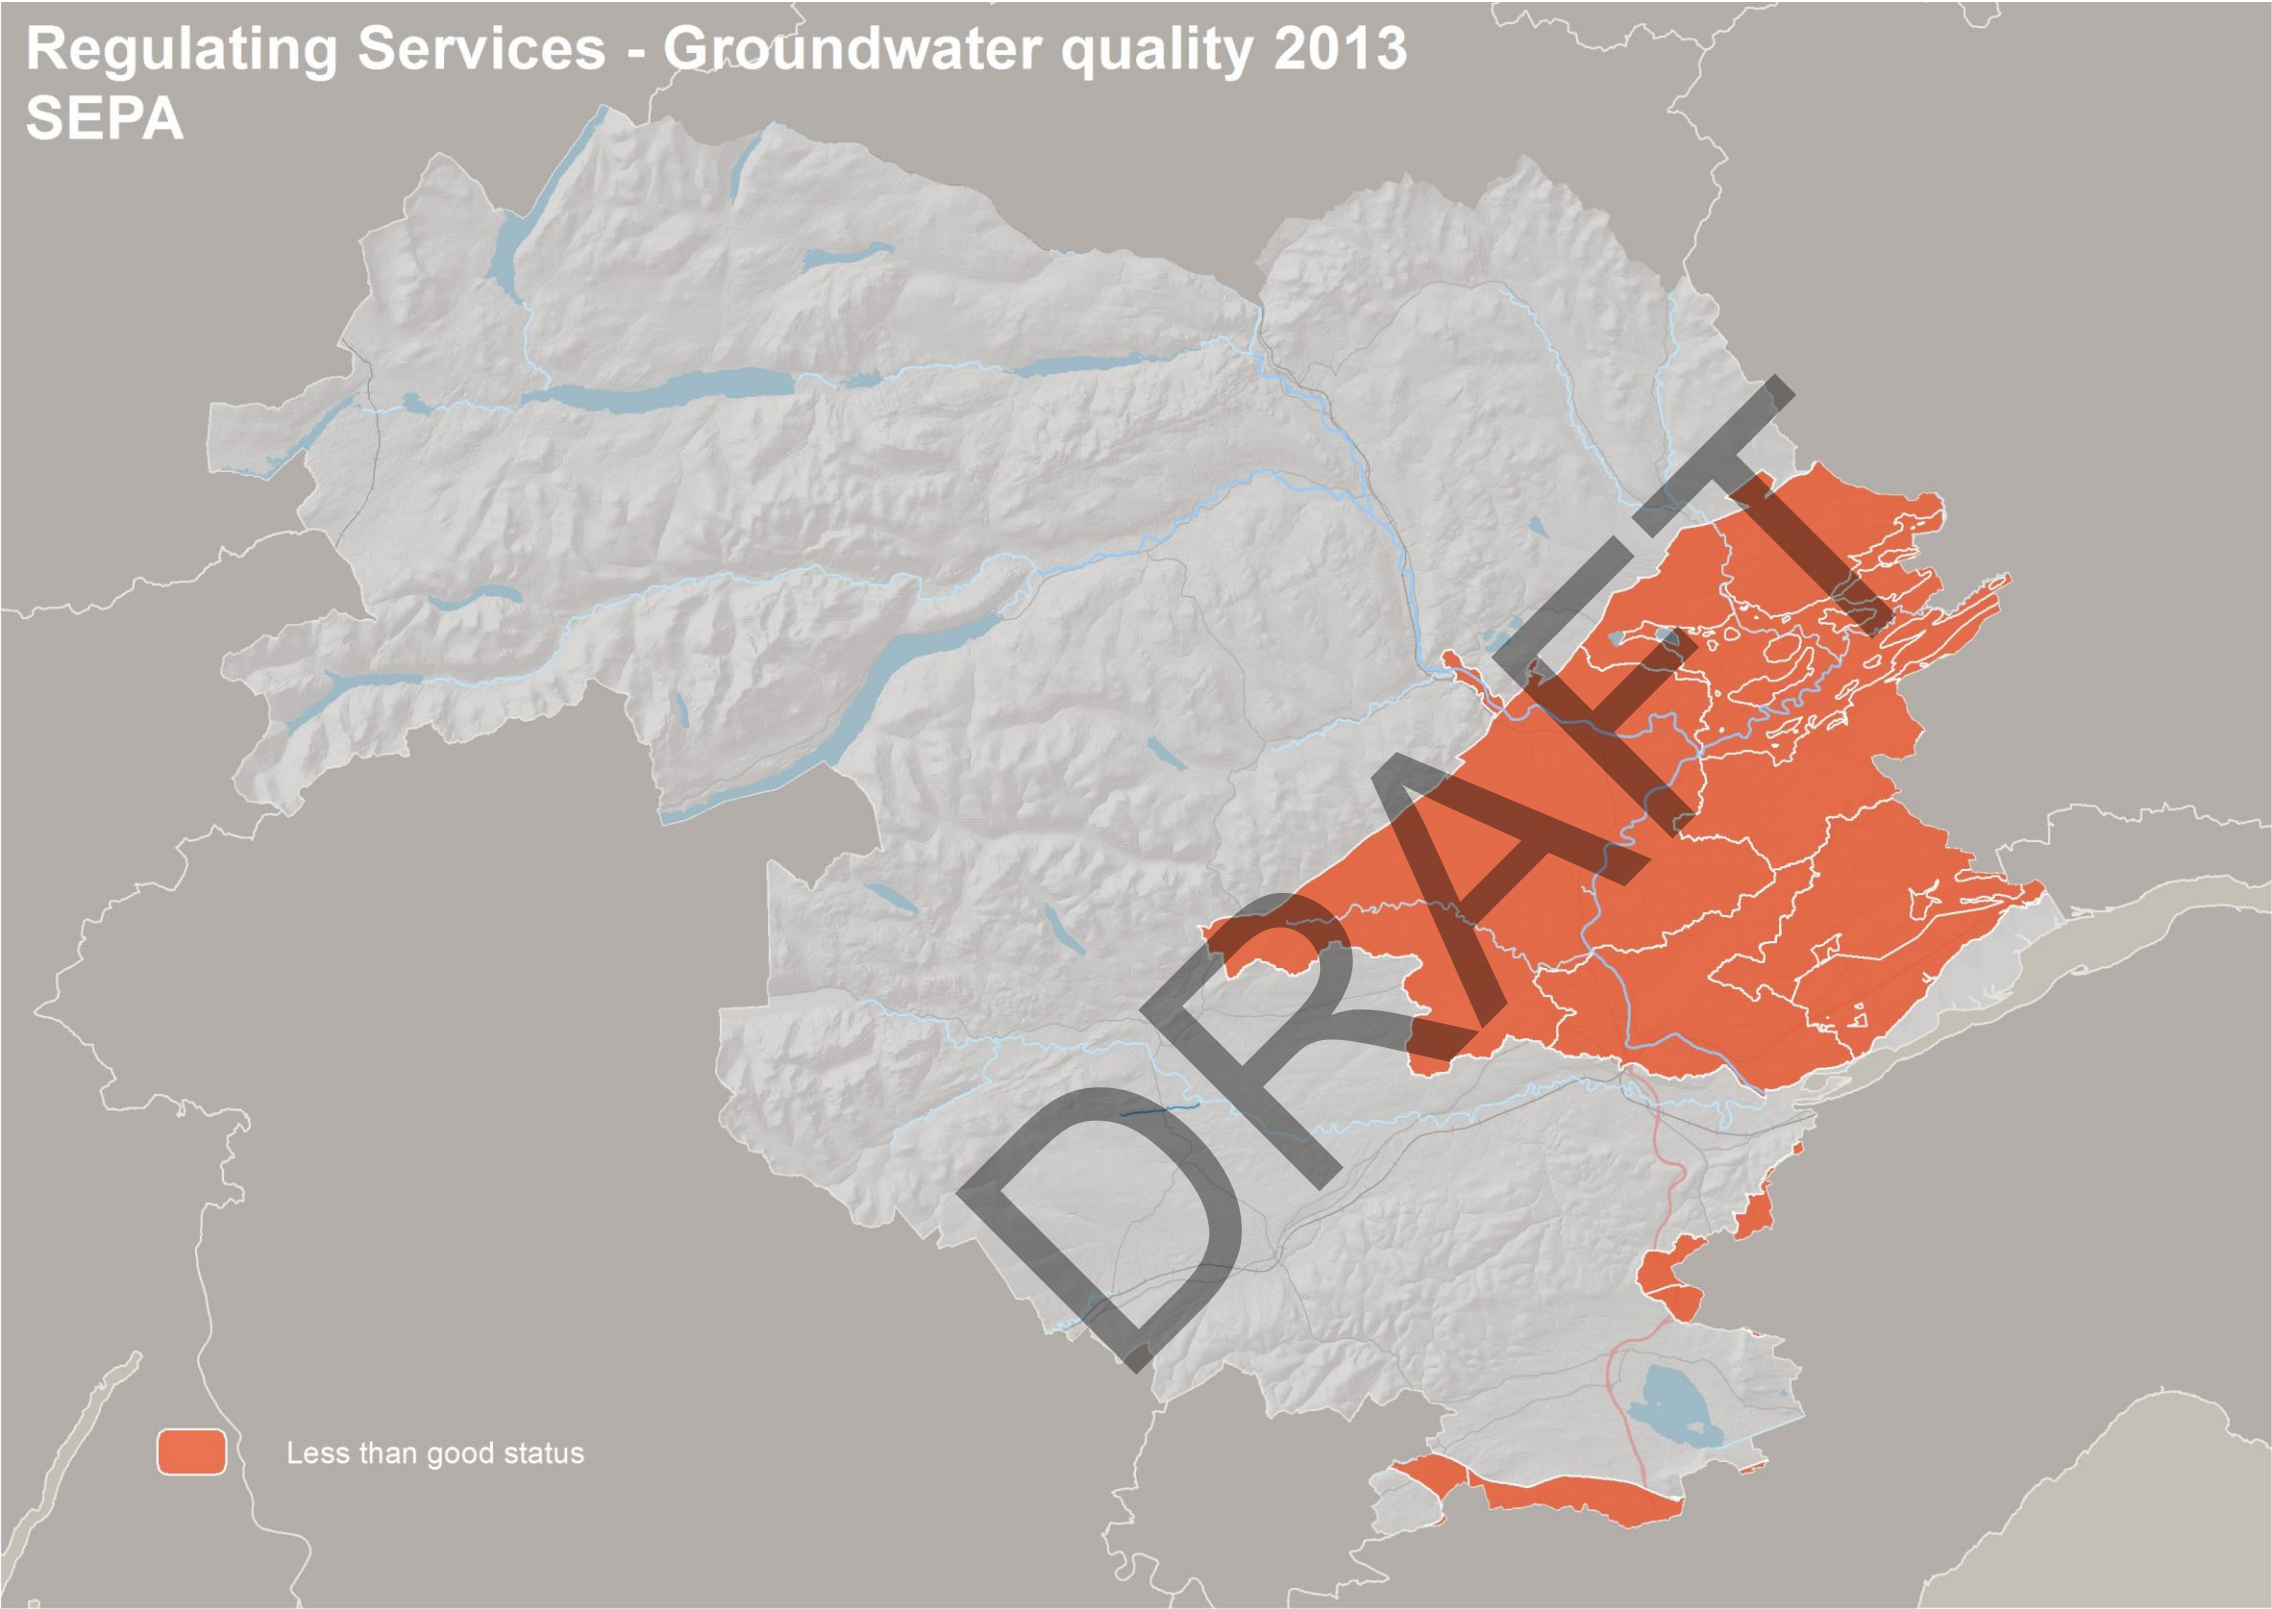 Regulating Services - Groundwater quality 2013
SEPA
DRAFT
Less than good status